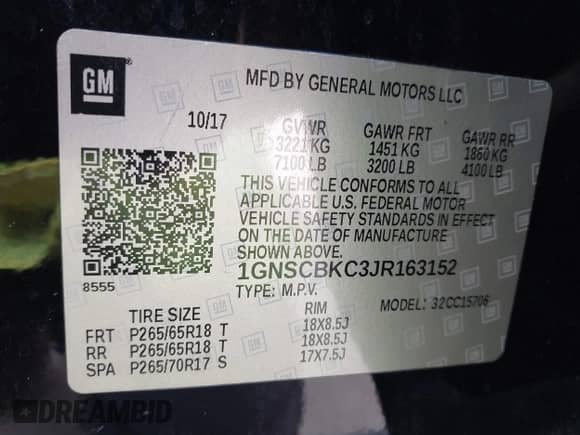 GM ®
MFD BY GENERAL MOTORS LLC
10/17 GVWR GAWR FRT GAWR RR
3221 KG 1451 KG 1860 KG
7100 LB 3200 LB 4100 LB
THIS VEHICLE CONFORMS TO ALL
APPLICABLE U.S. FEDERAL MOTOR
VEHICLE SAFETY STANDARDS IN EFFECT
ON THE DATE OF MANUFACTURE
SHOWN ABOVE.
1GNSCBKC3JR163152
8555
TYPE: M.P.V. MODEL: 32CC15706
TIRE SIZE RIM
FRT P265/65R18 T 18X8.5J
RR P265/65R18 T 18X8.5J
SPA P265/70R17 S 17X7.5J
DREAMBID